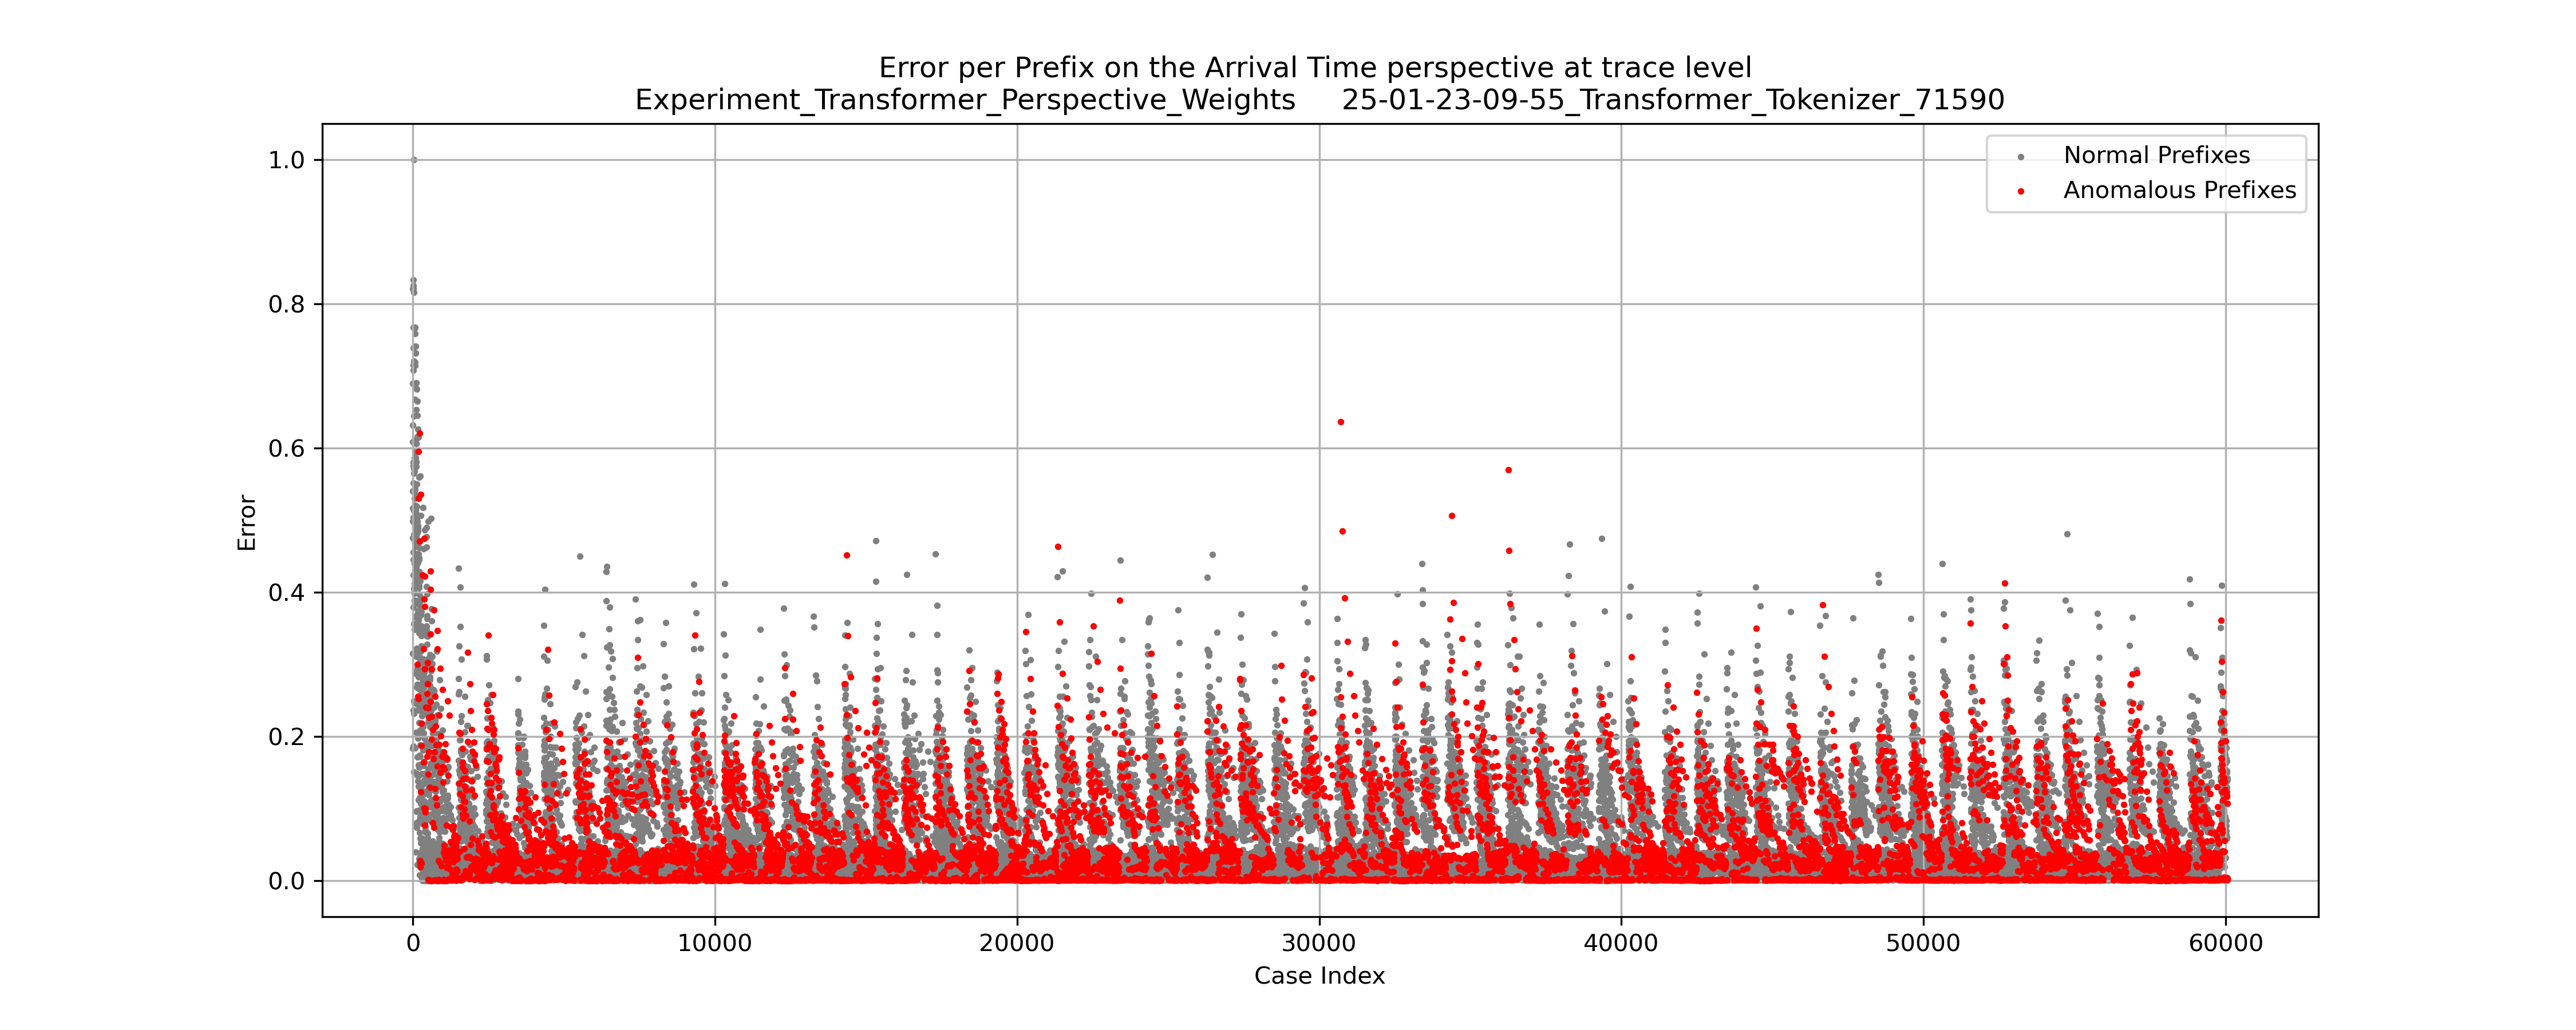 Error per Prefix on the Arrival Time perspective at trace level
Experiment_Transformer_Perspective_Weights 25-01-23-09-55_Transformer_Tokenizer_71590
Normal Prefixes
Anomalous Prefixes
1.0
0.8
0.6
0.4
0.2
0.0
Error
0 10000 20000 30000 40000 50000 60000
Case Index